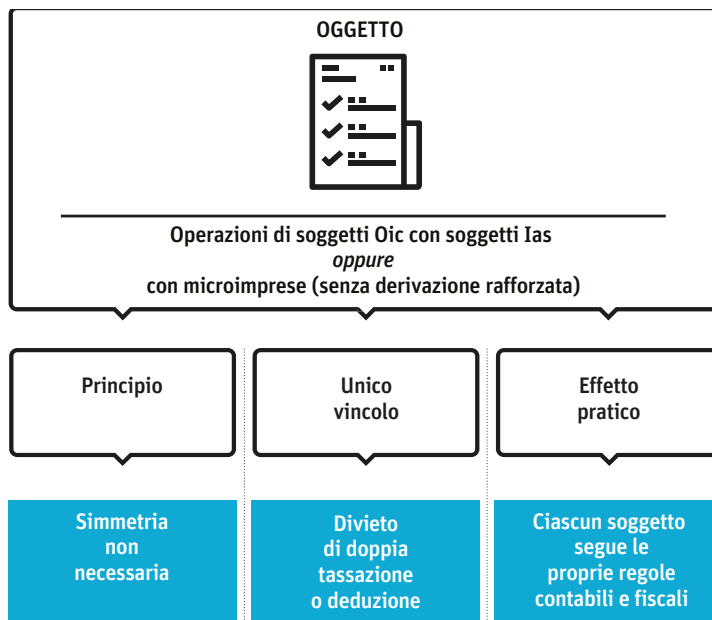 OGGETTO
Operazioni di soggetti Oic con soggetti Ias
oppure
con microimprese (senza derivazione rafforzata)
Principio
Unico
vincolo
Effetto
pratico
Simmetria
non
necessaria
Divieto
di doppia
tassazione
o deduzione
Ciascun soggetto
segue le
proprie regole
contabili e fiscali